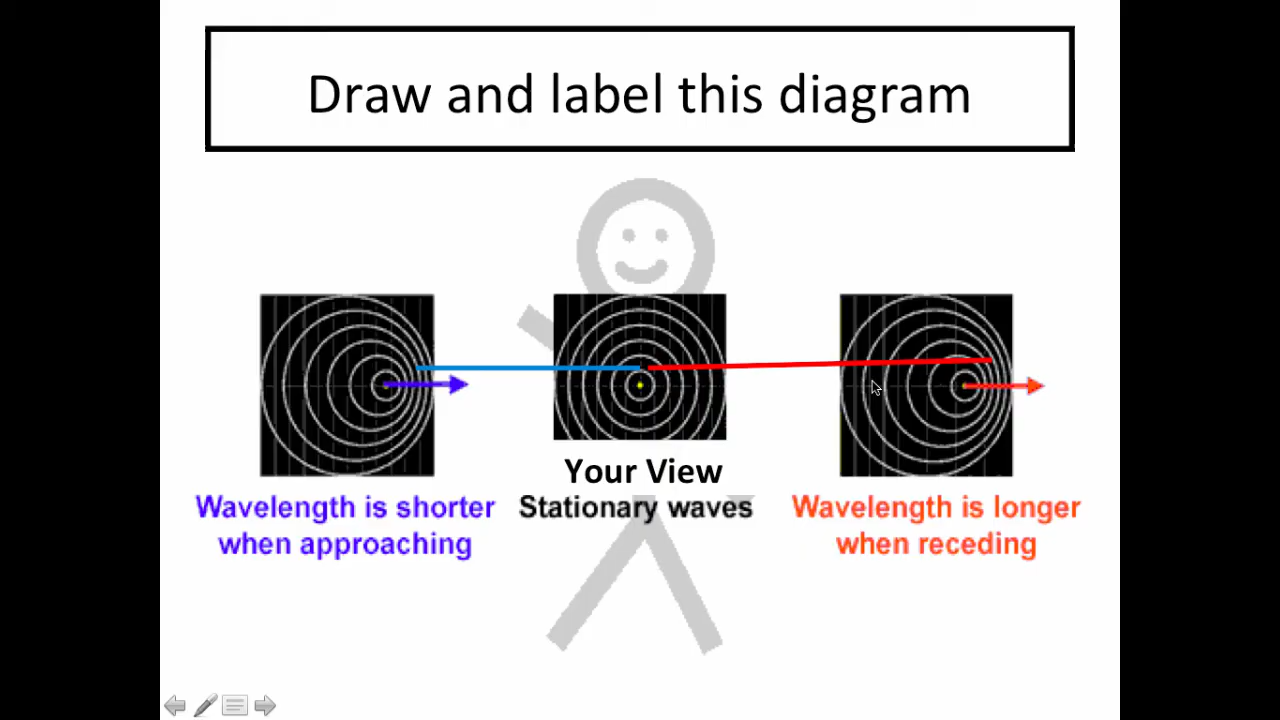 Draw and label this diagram
Your View
Wavelength is shorter
when approaching
Stationary waves
Wavelength is longer
when receding